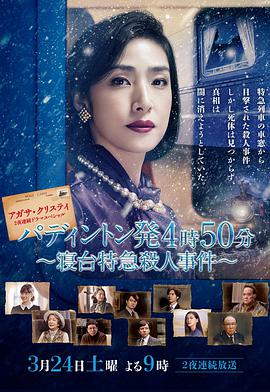 特急列車の車窓から
目撃された殺人事件。
しかし死体は見つからず、
真相は
闇に消えようとしていた。
アガサ・クリスティ
2夜連続ドラマスペシャル
パディントン発4時50分
〜寝台特急殺人事件〜
3月24日土曜 よる9時
2夜連続放送